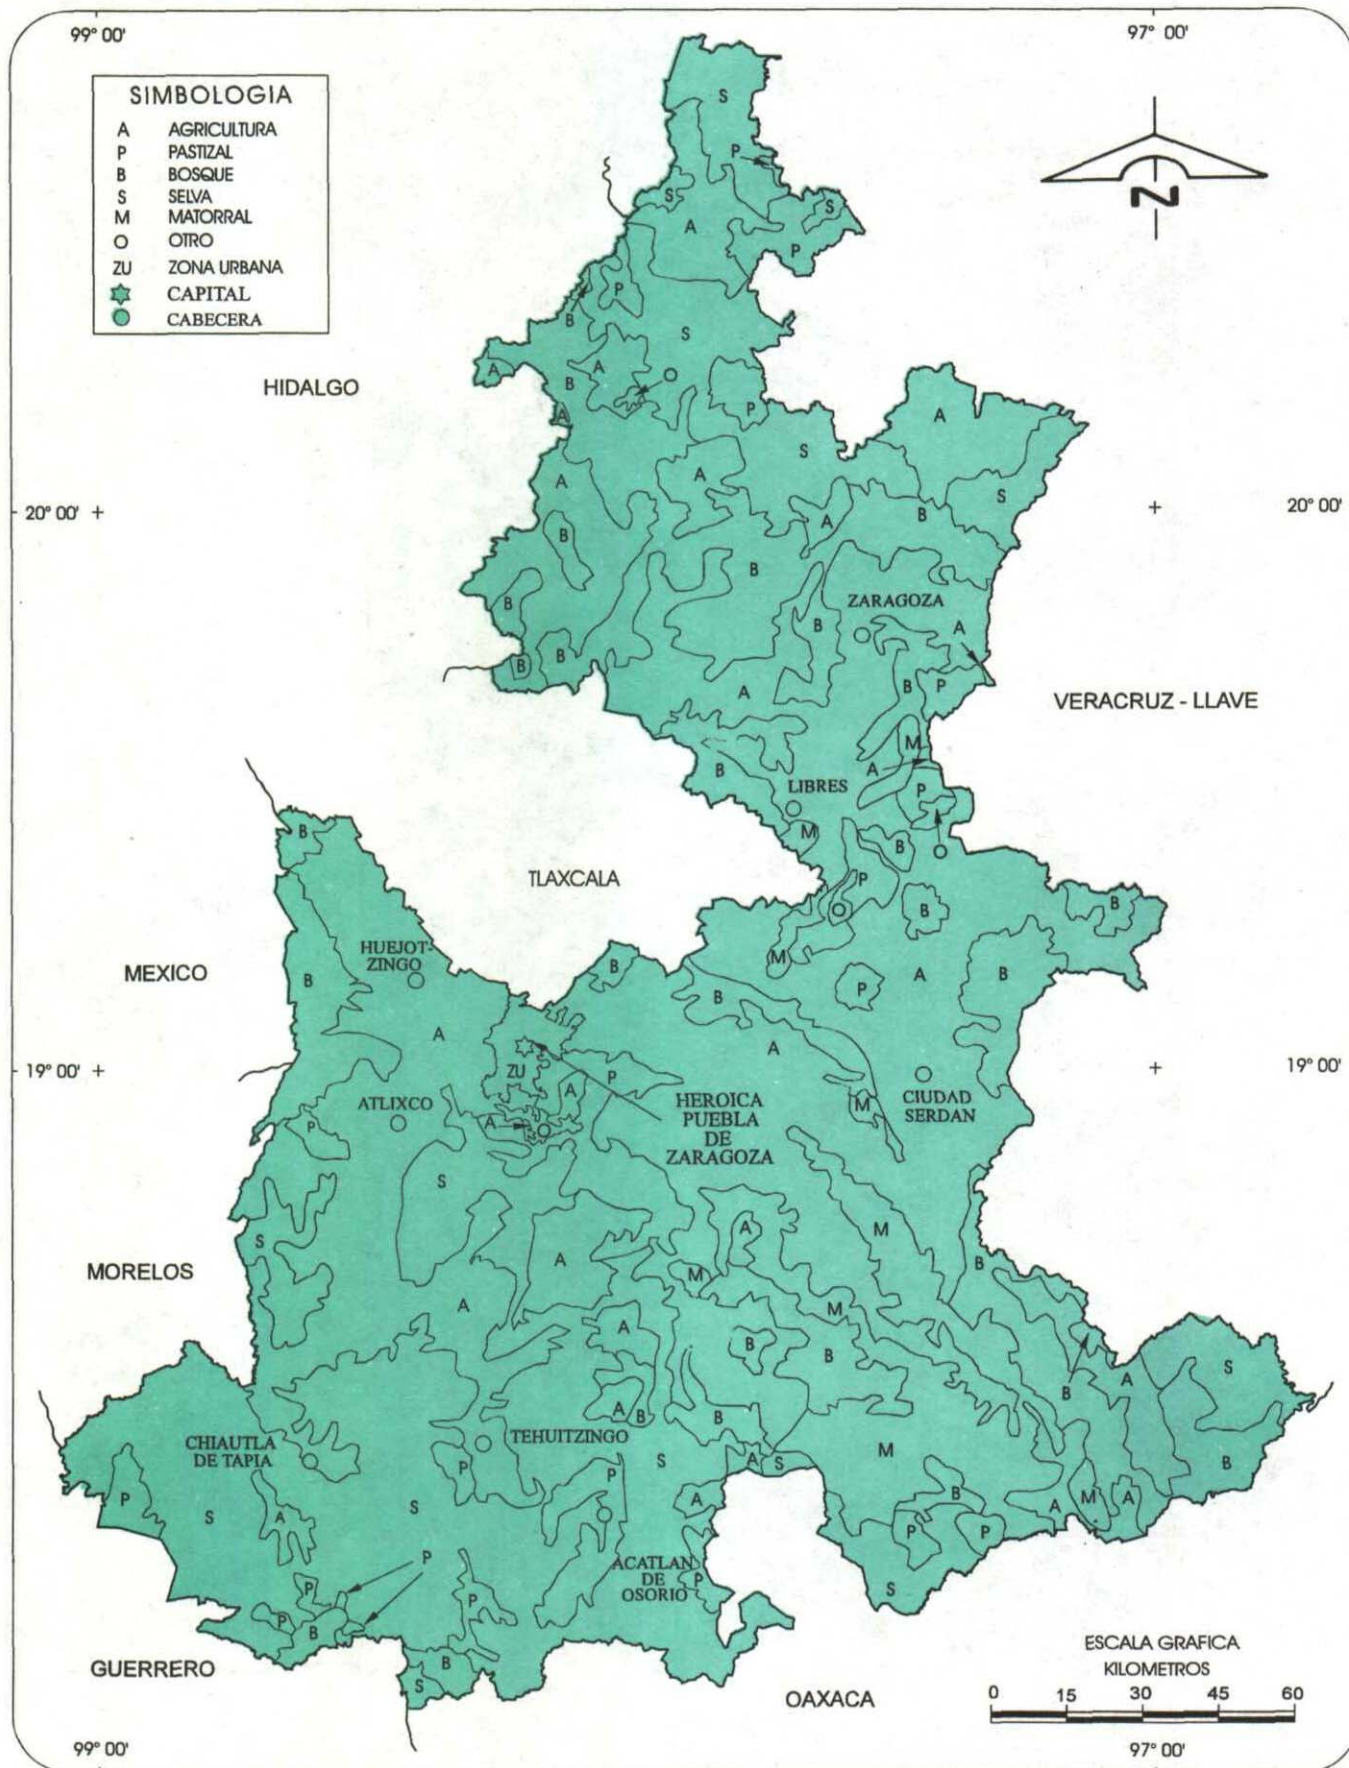 99° 00'
97° 00'
SIMBOLOGIA
A AGRICULTURA
P PASTIZAL
B BOSQUE
S SELVA
M MATORRAL
OTRO
ZU ZONA URBANA
CAPITAL
CABECERA
N
S
P
S
S
A
P
P
B
S
A
A
B
HIDALGO
A
P
A
S
A
A
S
20° 00'
B
A
B
20° 00'
B
B
ZARAGOZA
B
B
A
B
B
A
B
P
VERACRUZ - LLAVE
M
B
A
LIBRES
P
B
M
B
TLAXCALA
P
B
B
HUEJOT-
ZINGO
MEXICO
B
B
M
A
B
B
P
A
A
19° 00'
ZU
P
A
19° 00'
ATLIXCO
HEROICA
PUEBLA
DE
ZARAGOZA
M
CIUDAD
SERDAN
P
A
S
A
M
S
A
B
MORELOS
M
A
M
A
B
B
S
A
B
A
B
B
CHIAUTLA
DE TAPIA
TEHUITZINGO
M
A
S
S
B
P
P
P
B
M
A
S
A
S
A
A
P
P
P
ACATLAN
DE
OSORIO
P
S
P
P
P
B
ESCALA GRAFICA
KILOMETROS
GUERRERO
B
S
OAXACA
0 15 30 45 60
99° 00'
97° 00'